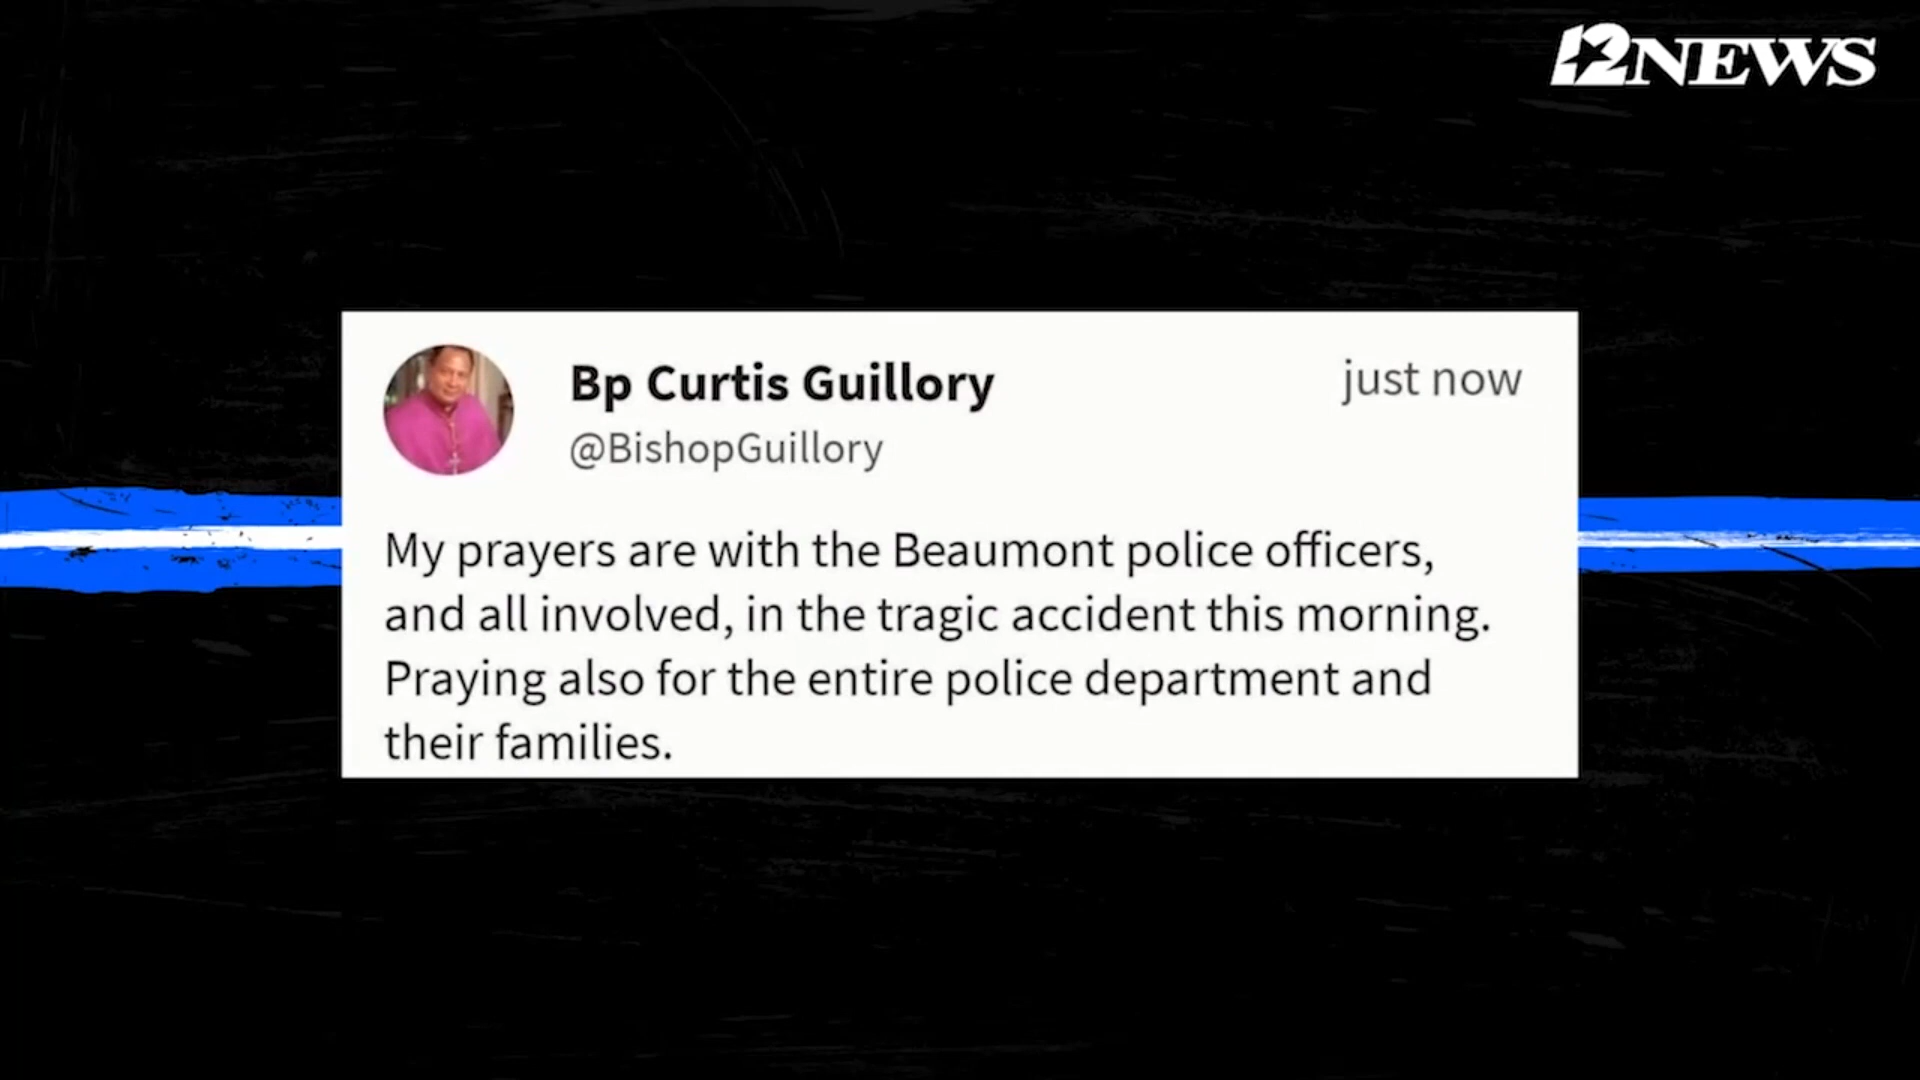 12NEWS
Bp Curtis Guillory
just now
@BishopGuillory
My prayers are with the Beaumont police officers,
and all involved, in the tragic accident this morning.
Praying also for the entire police department and
their families.